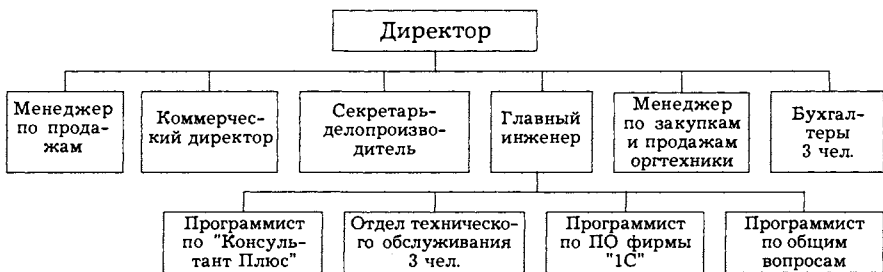 Директор
Менеджер
по прода-
жам
Коммерчес-
кий директор
Секретарь-
делопроизво-
дитель
Главный
инженер
Менеджер
по закупкам
и продажам
оргтехники
Бухгал-
теры
3 чел.
Программист
по "Консуль-
тант Плюс"
Отдел техническо-
го обслуживания
3 чел.
Программист
по ПО фирмы
"1С"
Программист
по общим
вопросам